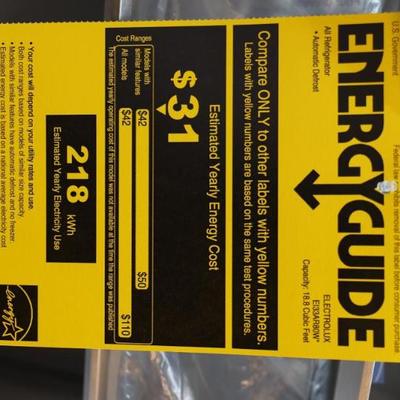 U.S. Government
Federal law prohibits removal of this label before consumer purchase
ENERGYGUIDE
All Refrigerator
• Automatic Defrost
ELECTROLUX
EI33AR80W*
Capacity: 18.8 Cubic Feet
Compare ONLY to other labels with yellow numbers.
Labels with yellow numbers are based on the same test procedures.
Estimated Yearly Energy Cost
$31
Cost Ranges
Models with
similar features
$42
$50
All models
$42
$110
The estimated yearly operating cost of this model was not available at the time the range was published
218 kWh
Estimated Yearly Electricity Use
• Your cost will depend on your utility rates and use.
• Both cost ranges based on models of similar size capacity.
• Models with similar features have automatic defrost and no freezer.
• Estimated energy cost is based on a national average electricity cost
energy